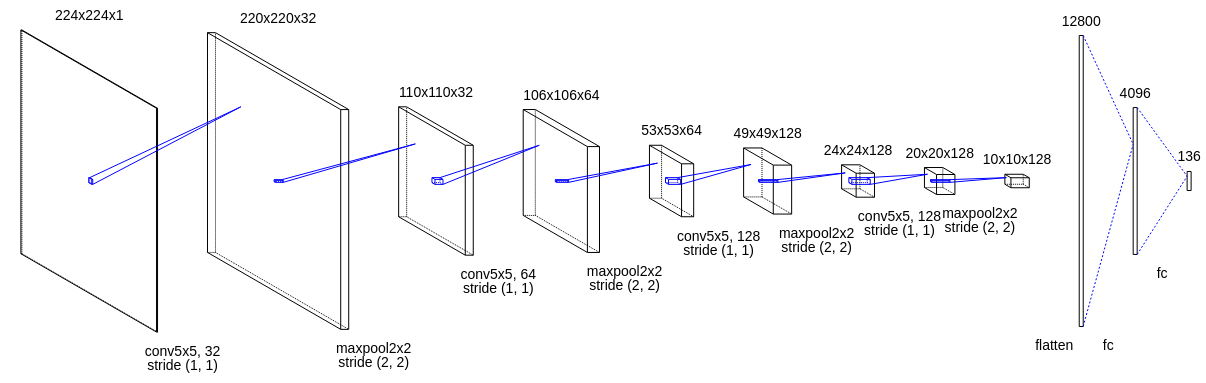 224x224x1
220x220x32
110x110x32
106x106x64
53x53x64
49x49x128
24x24x128
20x20x128
10x10x128
12800
4096
136
conv5x5, 32
stride (1, 1)
maxpool2x2
stride (2, 2)
conv5x5, 64
stride (1, 1)
maxpool2x2
stride (2, 2)
conv5x5, 128
stride (1, 1)
maxpool2x2
stride (2, 2)
conv5x5, 128
stride (1, 1)
maxpool2x2
stride (2, 2)
flatten
fc
fc